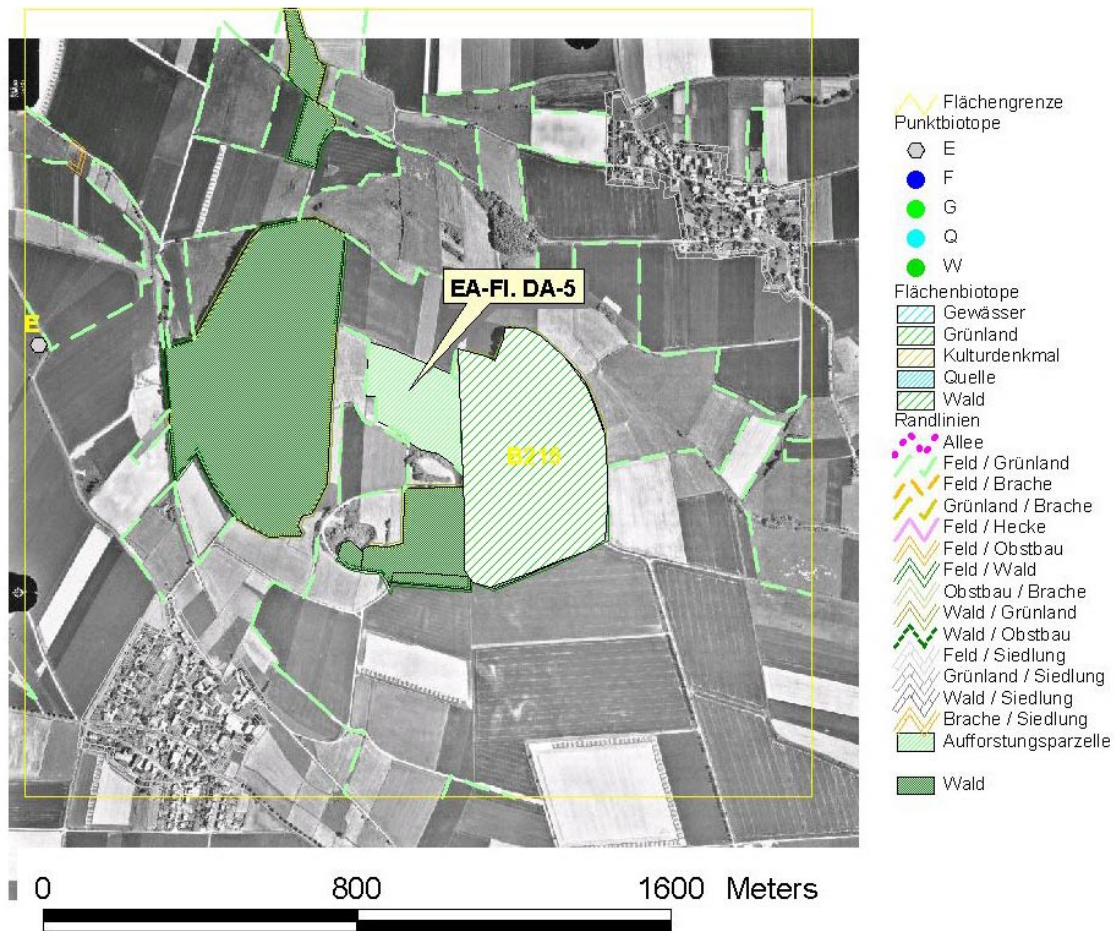 EA-Fl. DA-5
E
B215
Flächengrenze
Punktbiotope
E
F
G
Q
W
Flächenbiotope
Gewässer
Grünland
Kulturdenkmal
Quelle
Wald
Randlinien
Allee
Feld / Grünland
Feld / Brache
Grünland / Brache
Feld / Hecke
Feld / Obstbau
Feld / Wald
Obstbau / Brache
Wald / Grünland
Wald / Obstbau
Feld / Siedlung
Grünland / Siedlung
Wald / Siedlung
Brache / Siedlung
Aufforstungsparzelle
Wald
0 800 1600 Meters